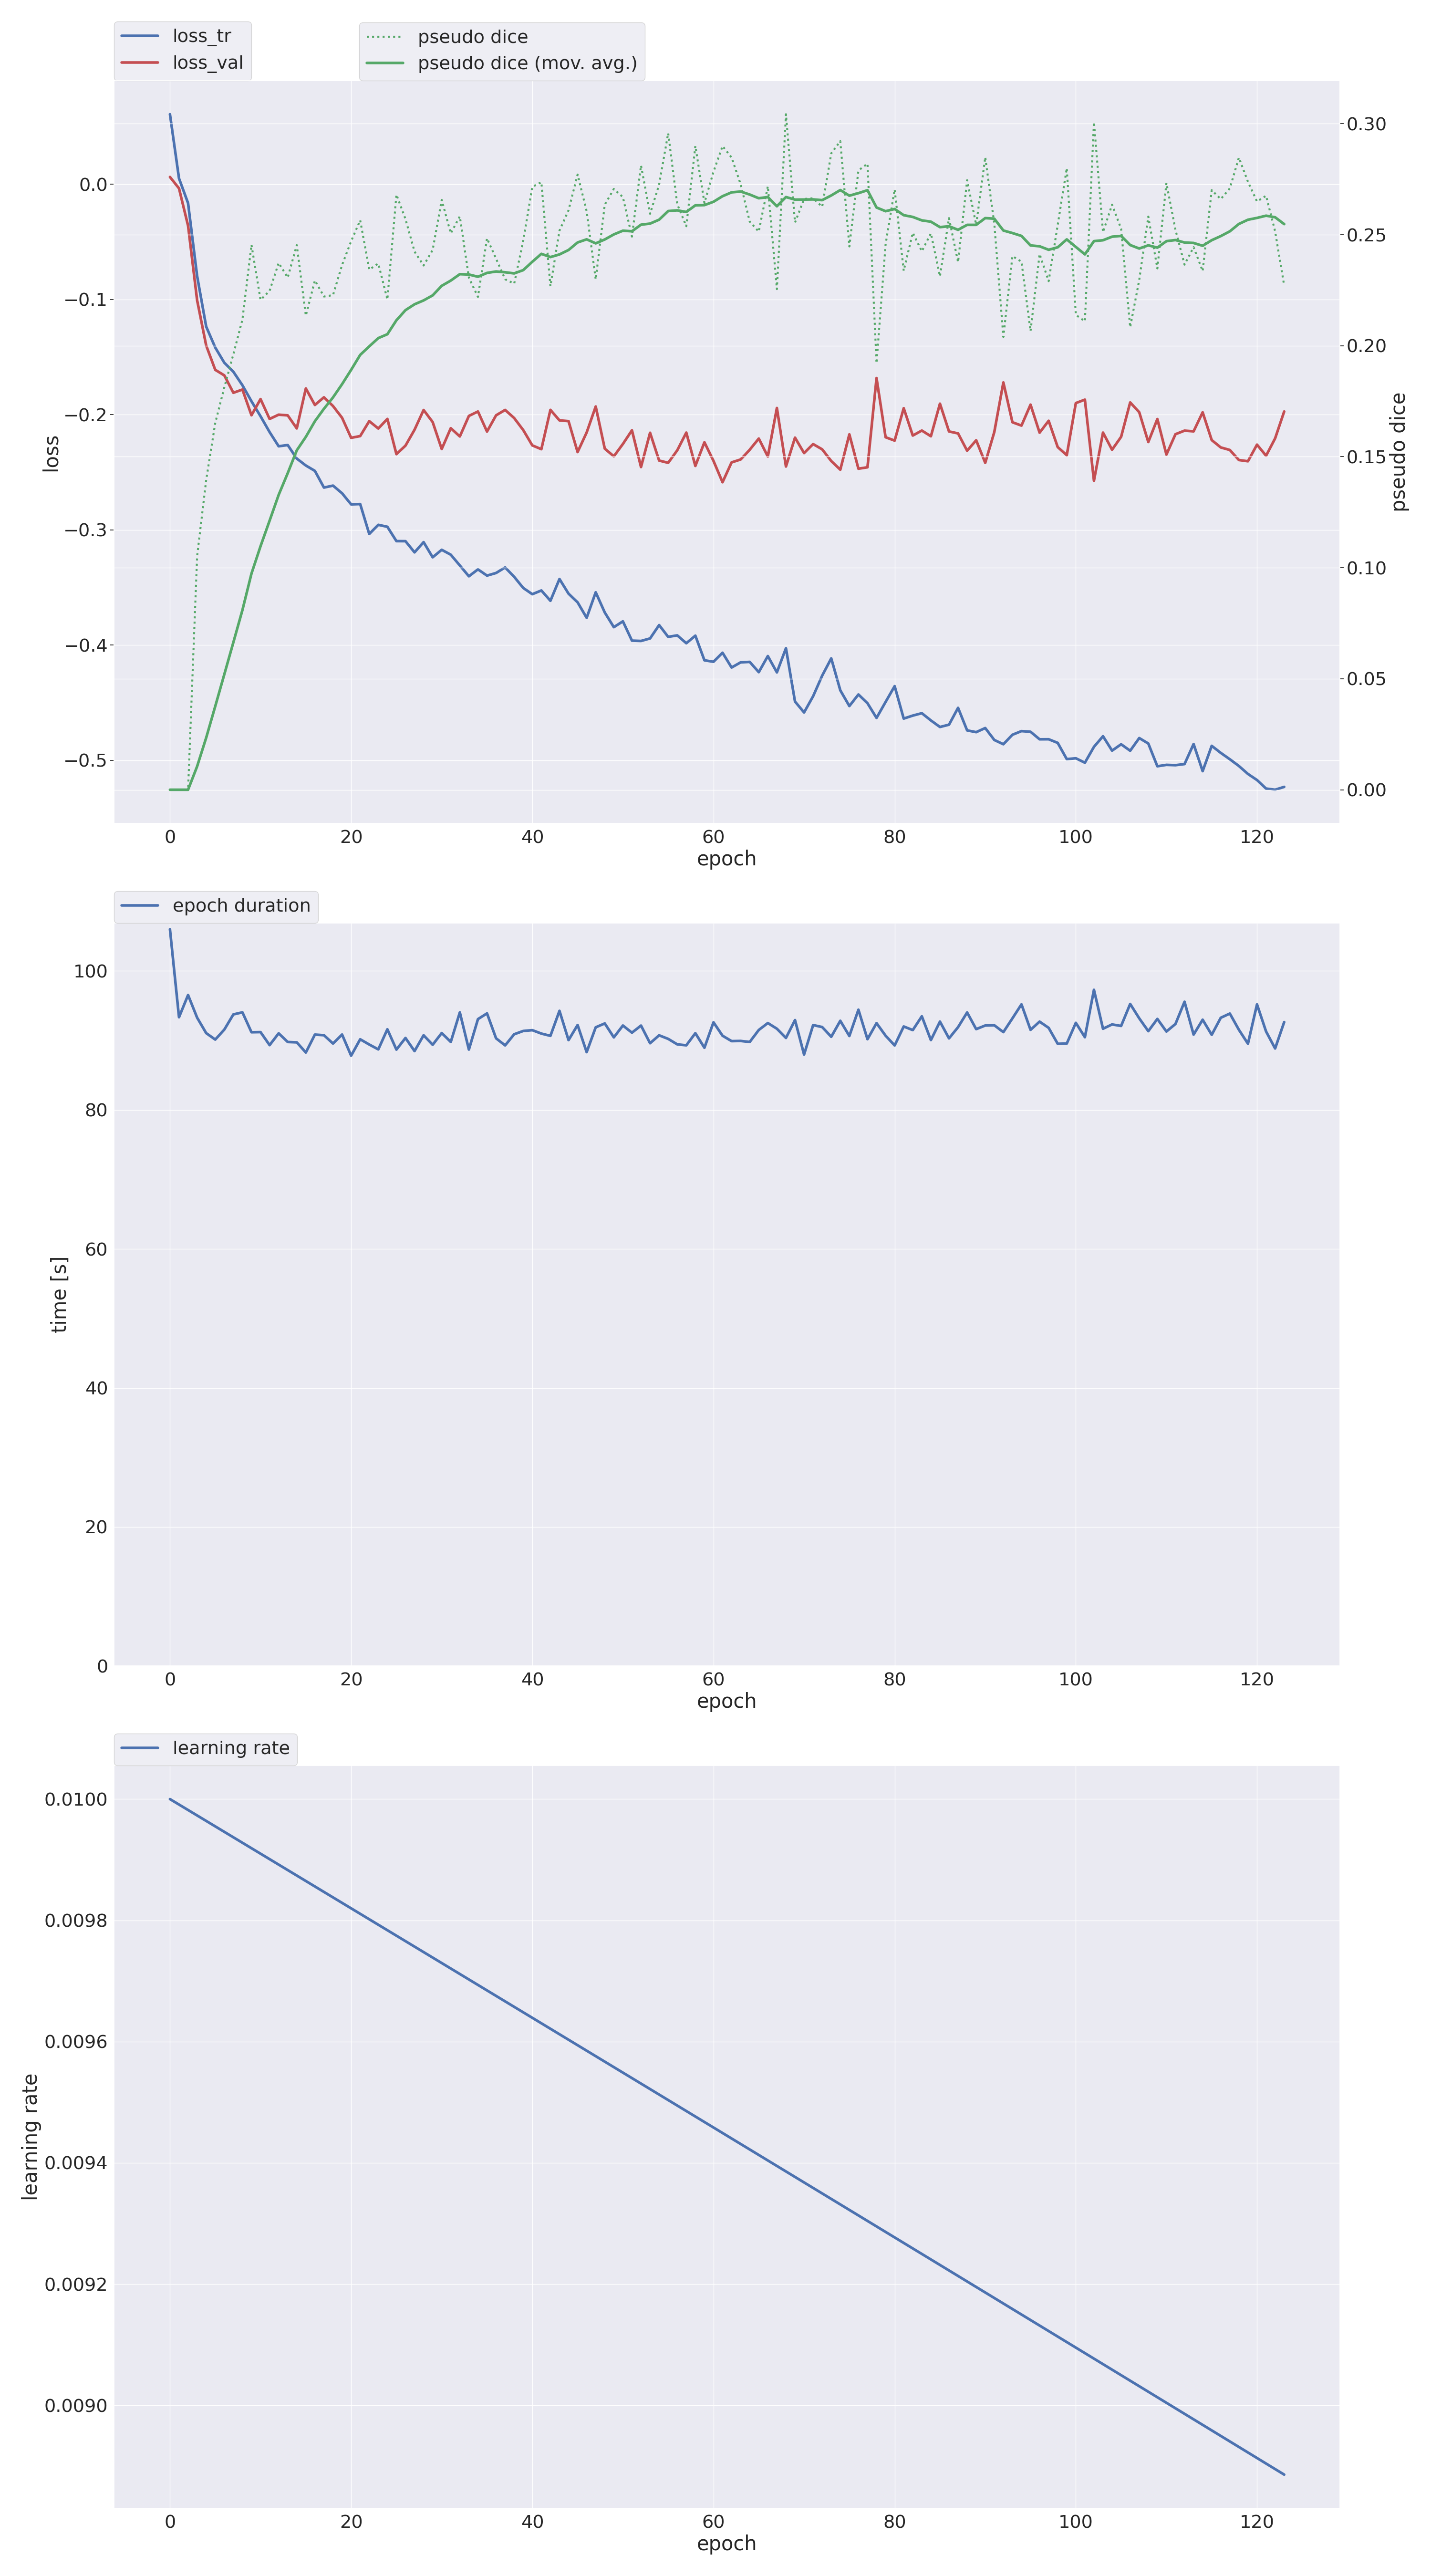 loss_tr
loss_val
pseudo dice
pseudo dice (mov. avg.)
0.0
−0.1
−0.2
−0.3
−0.4
−0.5
loss
0.30
0.25
0.20
0.15
0.10
0.05
0.00
pseudo dice
0 20 40 60 80 100 120
epoch
epoch duration
100
80
60
40
20
0
time [s]
0 20 40 60 80 100 120
epoch
learning rate
0.0100
0.0098
0.0096
0.0094
0.0092
0.0090
learning rate
0 20 40 60 80 100 120
epoch